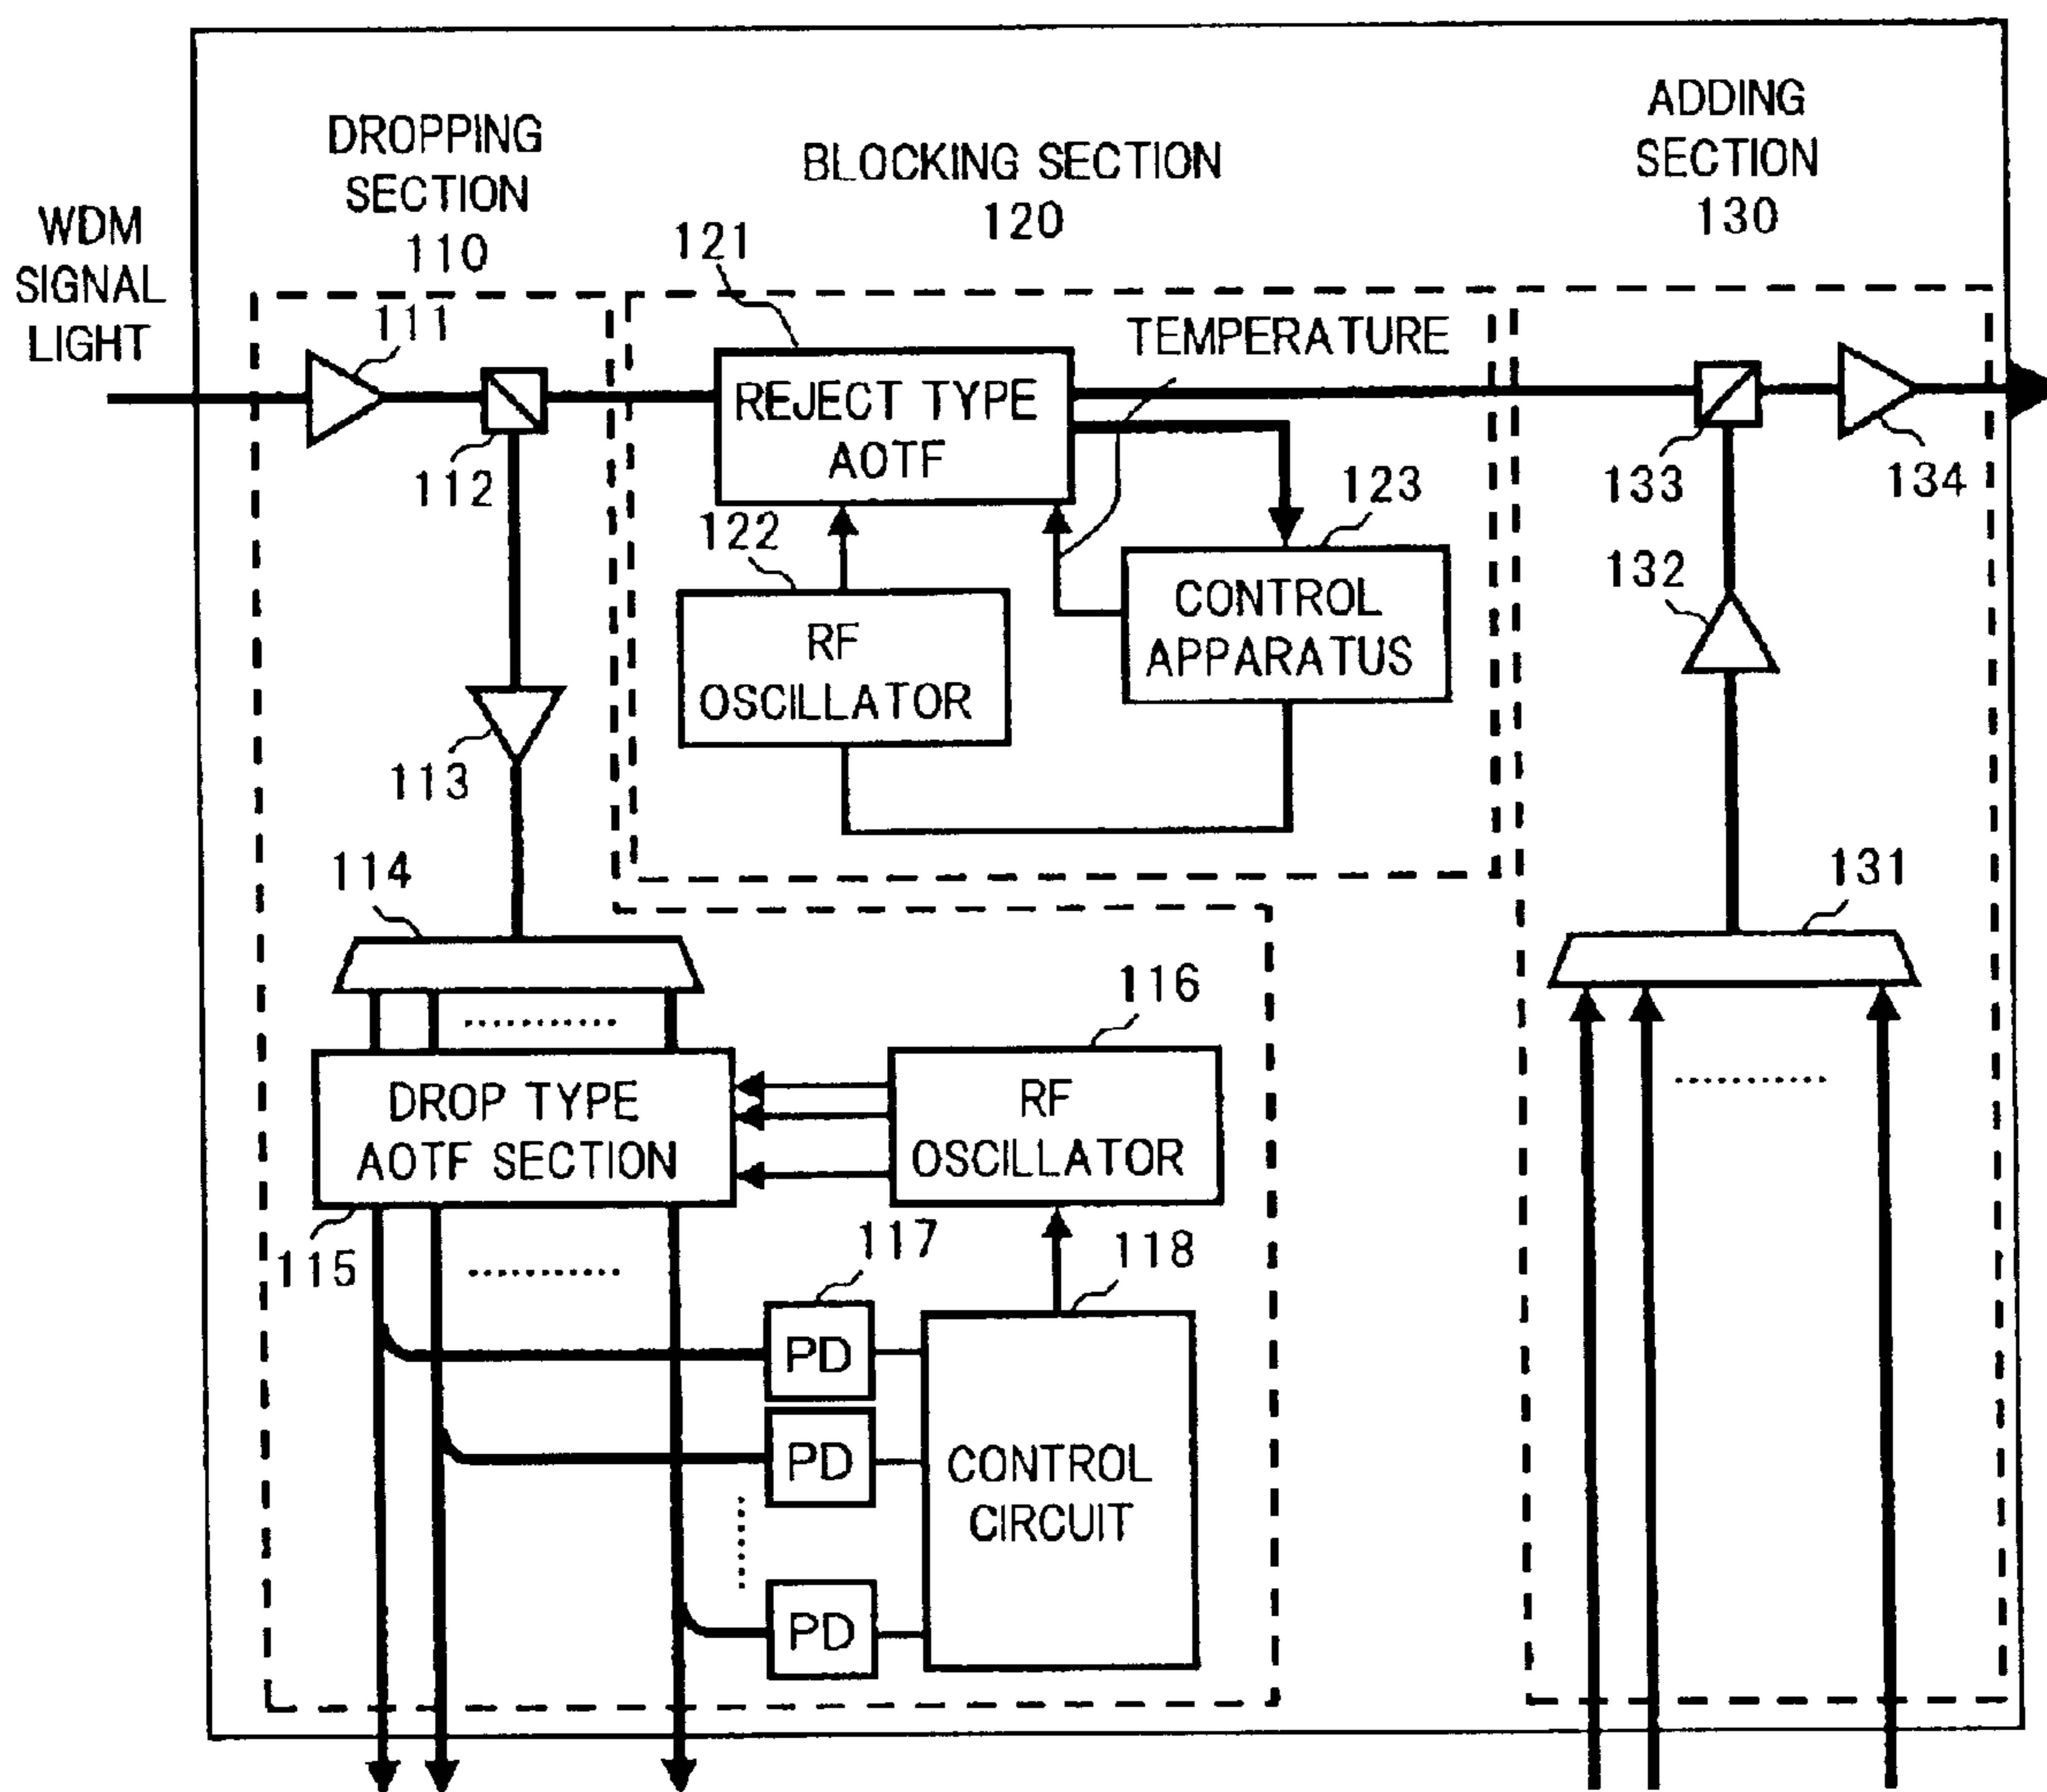 DROPPING
SECTION
110
BLOCKING SECTION
120
ADDING
SECTION
130
WDM
SIGNAL
LIGHT
111
112
113
121
REJECT TYPE
AOTF
TEMPERATURE
122
RF
OSCILLATOR
123
CONTROL
APPARATUS
133
134
132
131
114
DROP TYPE
AOTF SECTION
115
116
RF
OSCILLATOR
117
118
PD
PD
PD
CONTROL
CIRCUIT